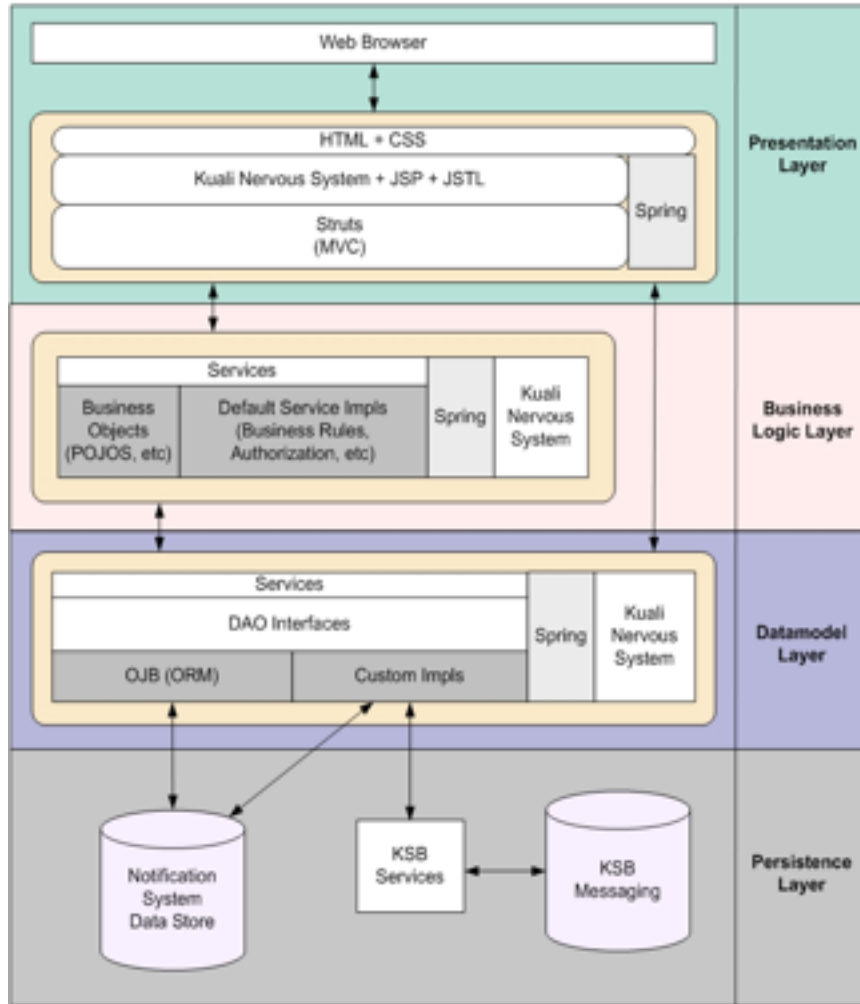 Web Browser
HTML + CSS
Kuali Nervous System + JSP + JSTL
Struts
(MVC)
Spring
Presentation
Layer
Services
Business
Objects
(POJOS, etc)
Default Service Impls
(Business Rules,
Authorization, etc)
Spring
Kuali
Nervous
System
Business
Logic Layer
Services
DAO Interfaces
OJB (ORM)
Custom Impls
Spring
Kuali
Nervous
System
Datamodel
Layer
Notification
System
Data Store
KSB
Services
KSB
Messaging
Persistence
Layer